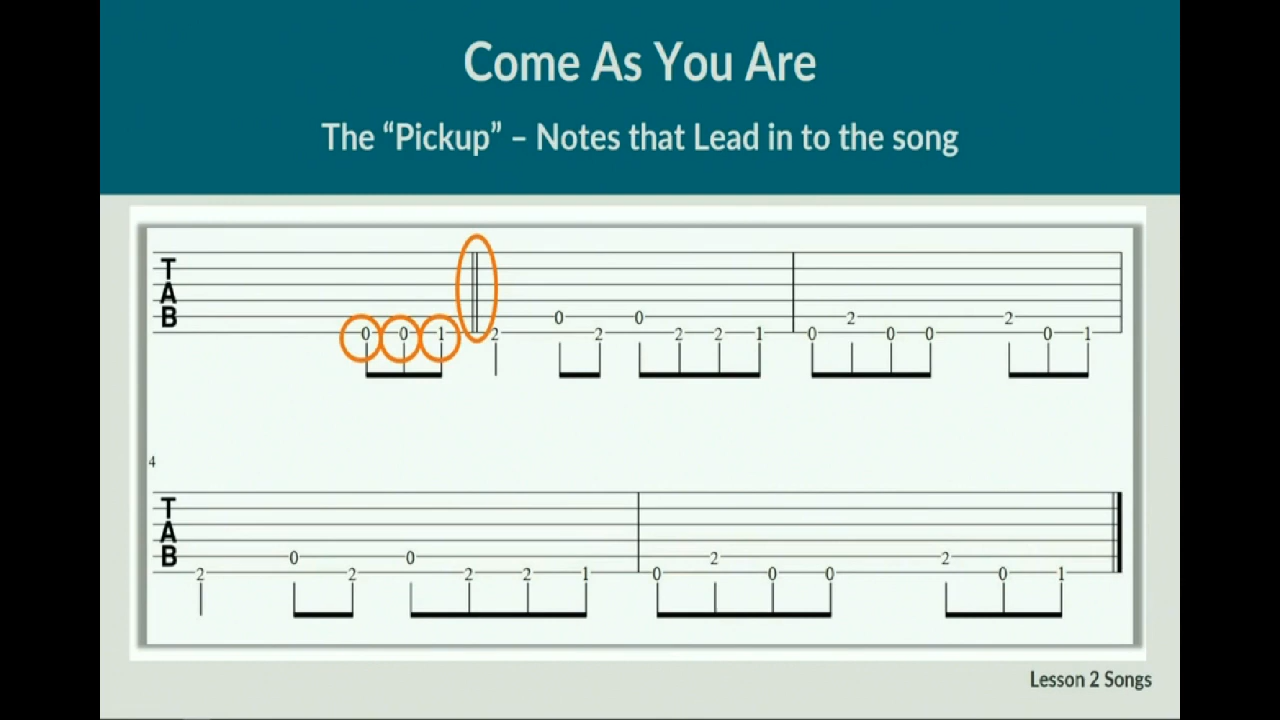 Come As You Are
The “Pickup” – Notes that Lead in to the song
T
A
B
0 0
0 0 1 2 2 2 2 1
2 2
0 0 0 0 1
4
T
A
B
0 0
2 2 2 2 1
2 2
0 0 0 0 1
Lesson 2 Songs